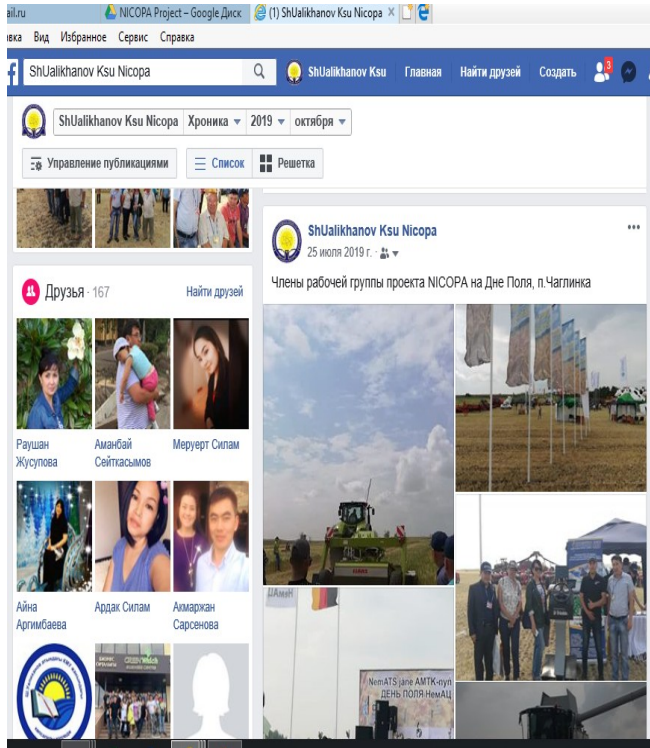 ail.ru
NICOPA Project – Google Диск
(1) ShUalikhanov Ksu Nicopa
вка Вид Избранное Сервис Справка
ShUalikhanov Ksu Nicopa
ShUalikhanov Ksu Главная Найти друзей Создать 3
ShUalikhanov Ksu Nicopa Хроника 2019 октября
Управление публикациями Список Решетка
Друзья · 167 Найти друзей
Раушан Жусупова
Аманбай Сейткасымов
Меруерт Силам
Айна Аргимбаева
Ардак Силам
Акмаржан Сарсенова
ShUalikhanov Ksu Nicopa
25 июля 2019 г.
Члены рабочей группы проекта NICOPA на Дне Поля, п.Чаглинка
CLAAS
NemATS jane AMTK-nyn
ДЕНЬ ПОЛЯ-НемАЦ